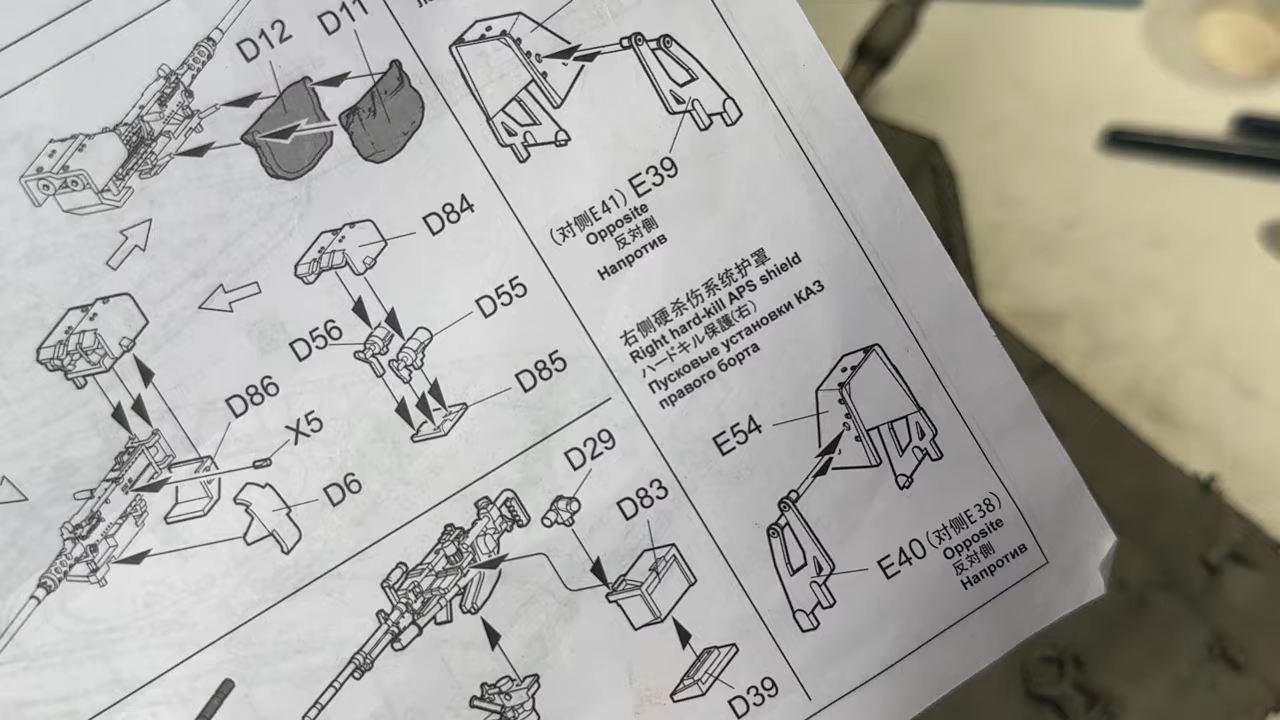 D12
D11
D84
D56
D55
D85
D86
X5
D6
D29
D83
D39
(对侧E41) E39
Opposite
反対側
Напротив
右侧硬杀伤系统护罩
Right hard-kill APS shield
ハードキル保護(右)
Пусковые установки КАЗ
правого борта
E54
E40 (对侧E38)
Opposite
反対側
Напротив